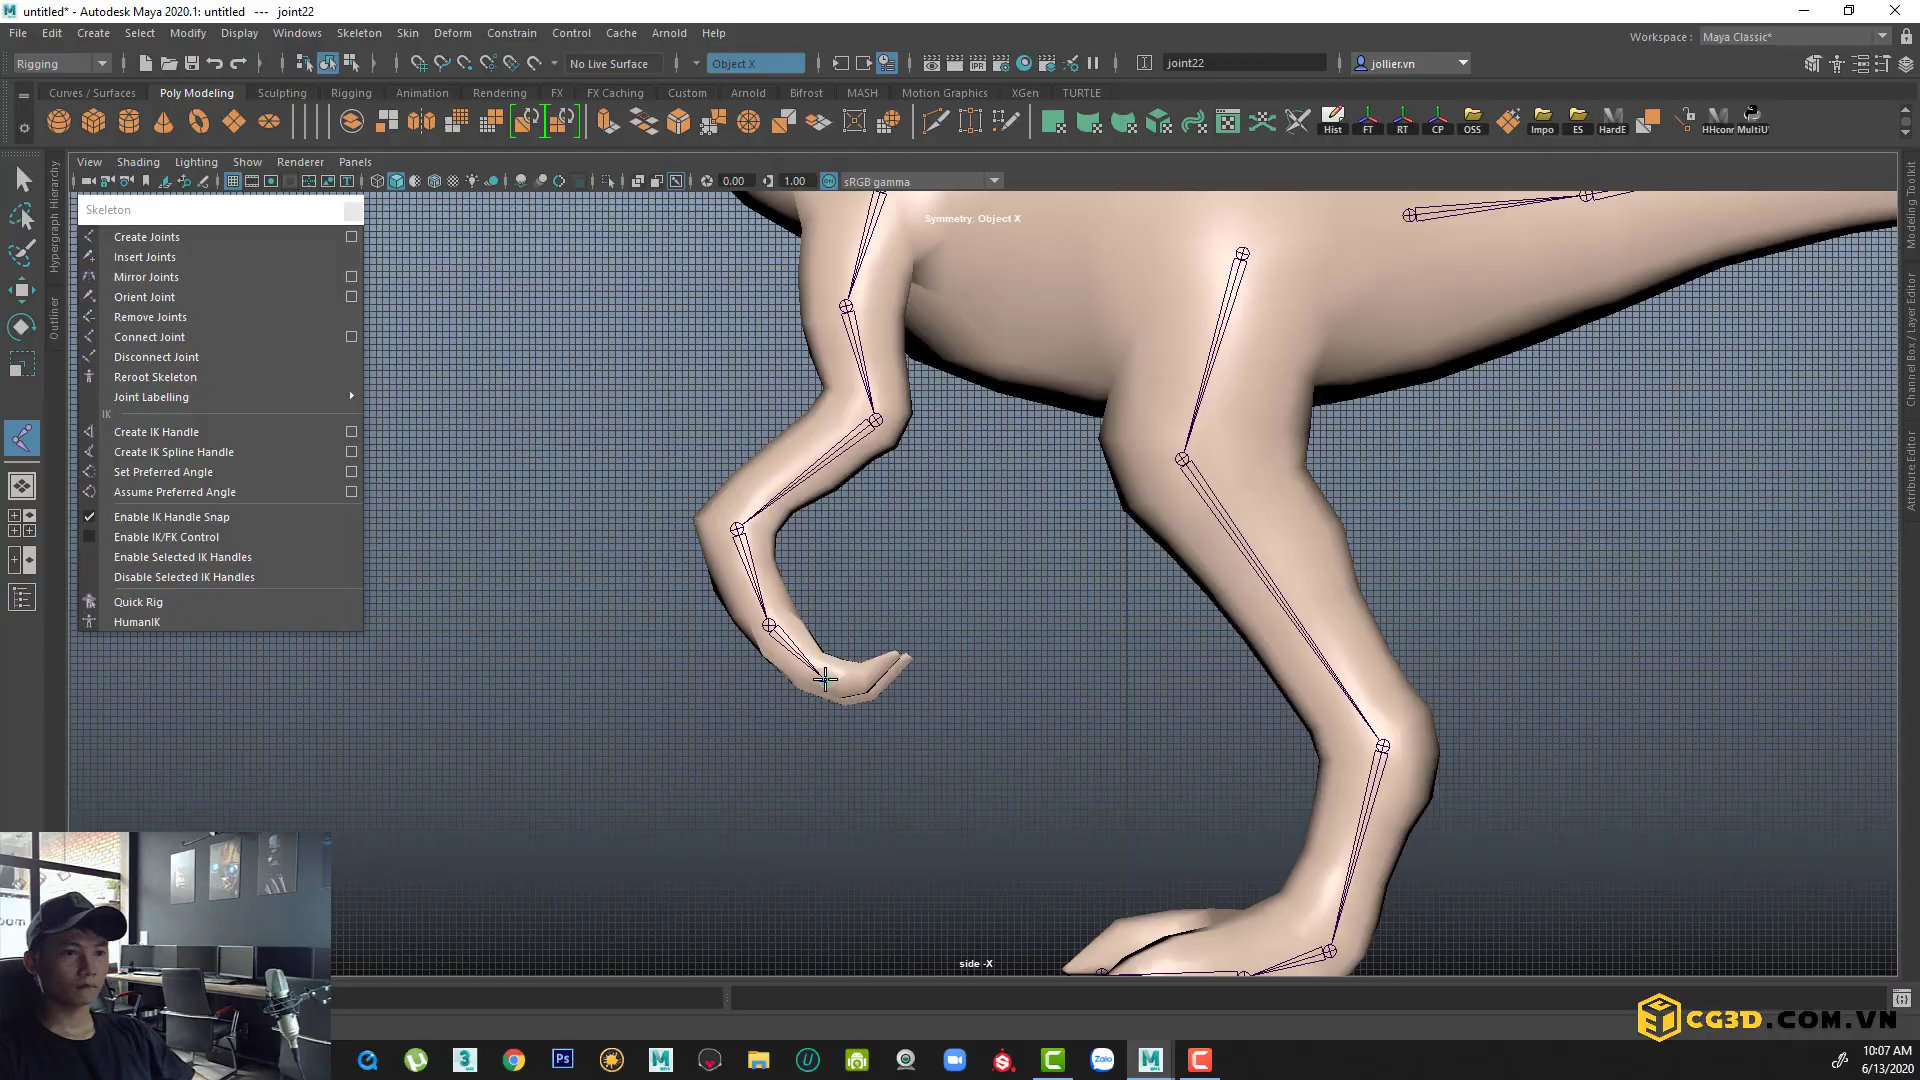 untitled* - Autodesk Maya 2020.1: untitled --- joint22
File Edit Create Select Modify Display Windows Skeleton Skin Deform Constrain Control Cache Arnold Help
Workspace : Maya Classic*
Rigging No Live Surface Object X joint22 jollier.vn
Curves / Surfaces Poly Modeling Sculpting Rigging Animation Rendering FX FX Caching Custom Arnold Bifrost MASH Motion Graphics XGen TURTLE
Hist FT RT CP OSS Impo ES HardE HHconr MultiU
View Shading Lighting Show Renderer Panels
0.00 1.00 sRGB gamma
Skeleton
Symmetry: Object X
Create Joints
Insert Joints
Mirror Joints
Orient Joint
Remove Joints
Connect Joint
Disconnect Joint
Reroot Skeleton
Joint Labelling
IK
Create IK Handle
Create IK Spline Handle
Set Preferred Angle
Assume Preferred Angle
Enable IK Handle Snap
Enable IK/FK Control
Enable Selected IK Handles
Disable Selected IK Handles
Quick Rig
HumanIK
Hypergraph Hierarchy
Outliner
Modeling Toolkit
Channel Box / Layer Editor
Attribute Editor
side -X
CG3D.COM.VN
10:07 AM
6/13/2020